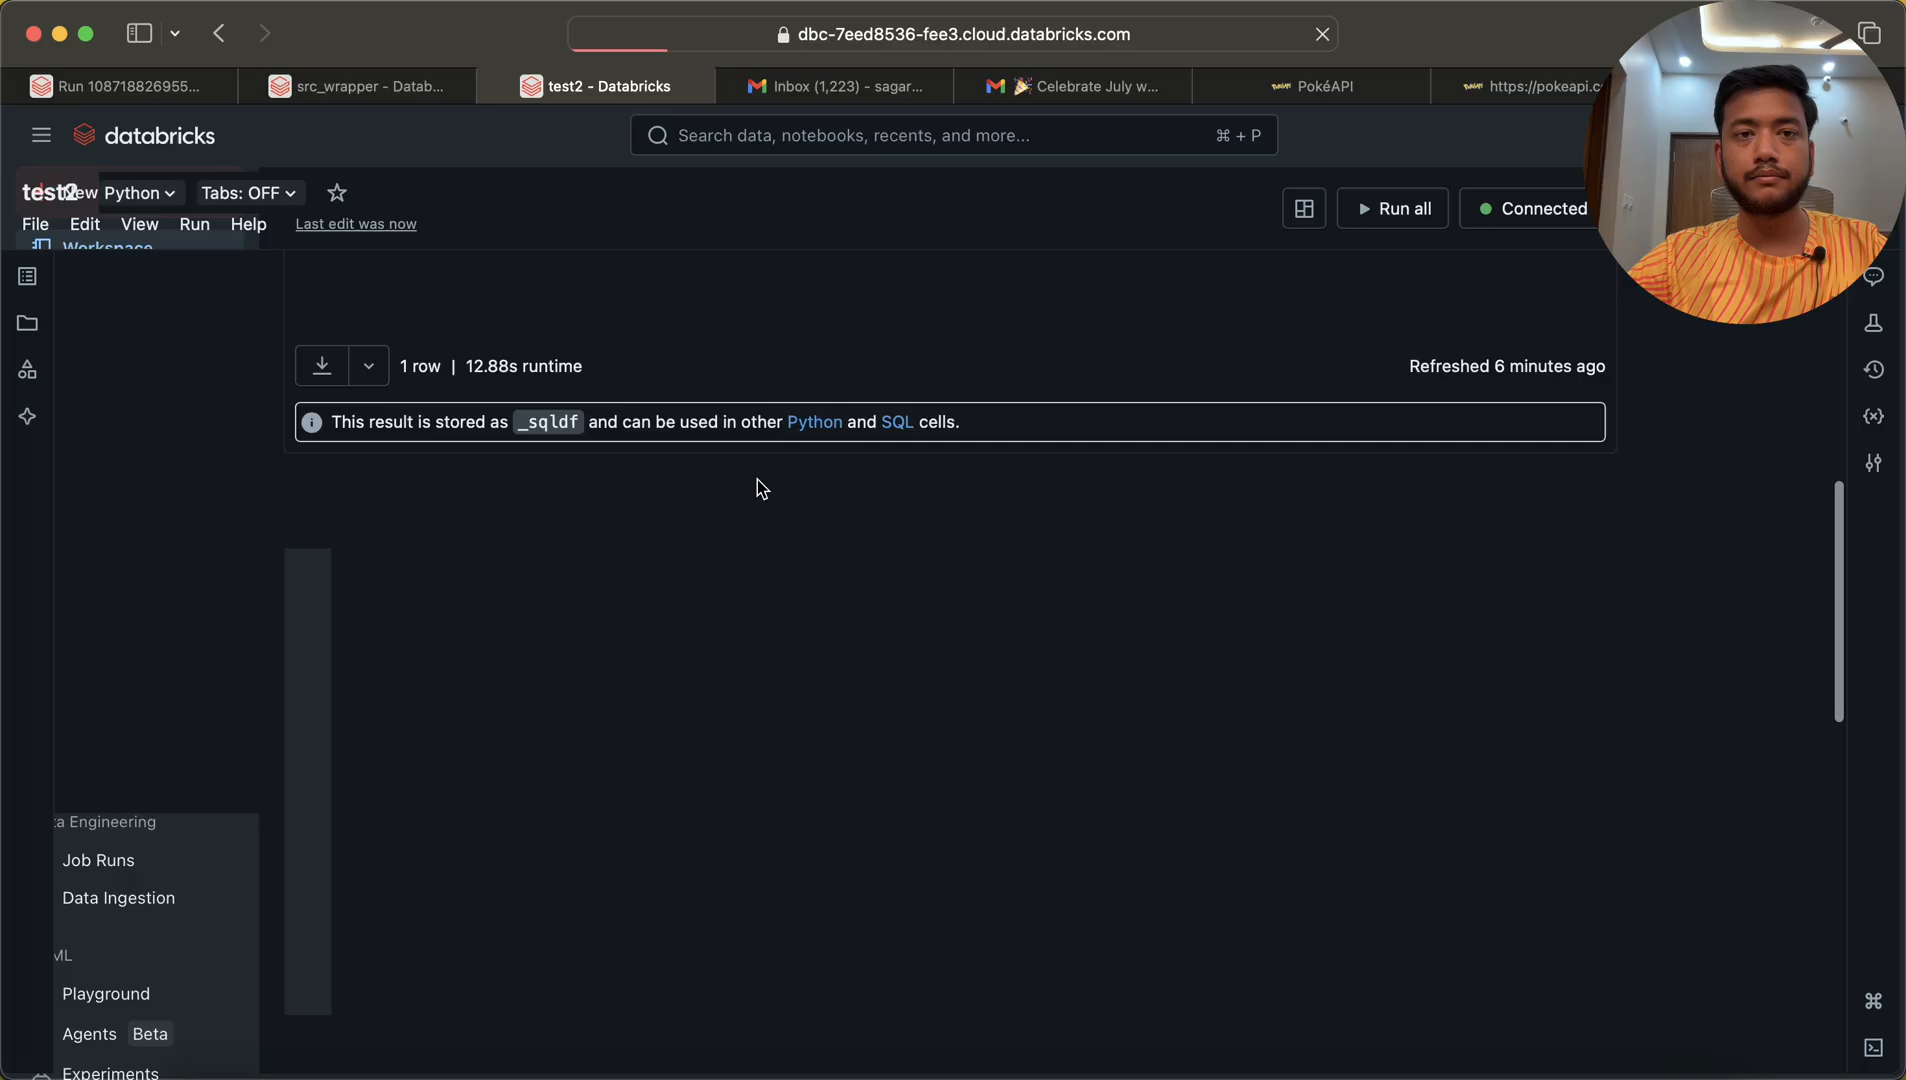 dbc-7eed8536-fee3.cloud.databricks.com
Run 108718826955...
src_wrapper - Datab...
test2 - Databricks
Inbox (1,223) - sagar...
🎉 Celebrate July w...
PokéAPI
https://pokeapi.c
databricks
Search data, notebooks, recents, and more...
⌘ + P
test2
Python
Tabs: OFF
File Edit View Run Help
Last edit was now
Run all
Connected
Workspace
1 row | 12.88s runtime
Refreshed 6 minutes ago
This result is stored as _sqldf and can be used in other Python and SQL cells.
ta Engineering
Job Runs
Data Ingestion
ML
Playground
Agents Beta
Experiments